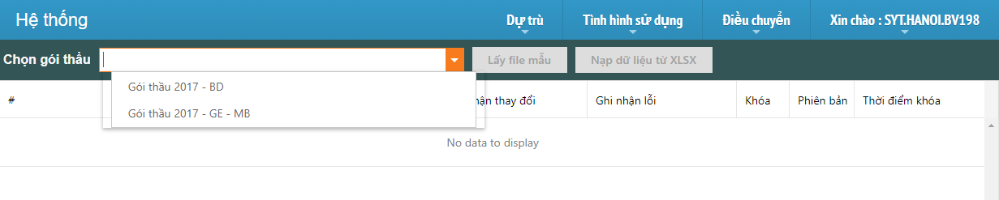 Hệ thống
Dự trù
Tình hình sử dụng
Điều chuyển
Xin chào : SYT.HANOI.BV198
Chọn gói thầu
Lấy file mẫu
Nạp dữ liệu từ XLSX
Gói thầu 2017 - BD
Gói thầu 2017 - GE - MB
#
thay đổi
Ghi nhận lỗi
Khóa
Phiên bản
Thời điểm khóa
No data to display